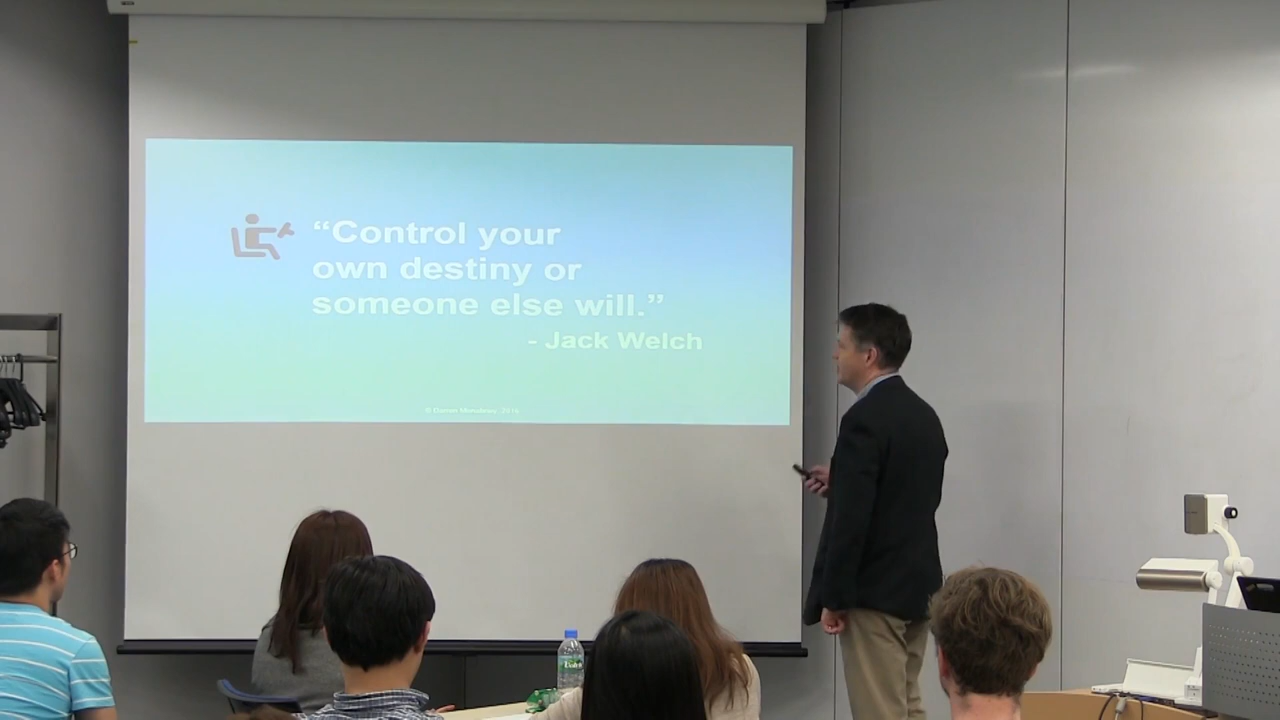 “Control your
own destiny or
someone else will.”
- Jack Welch